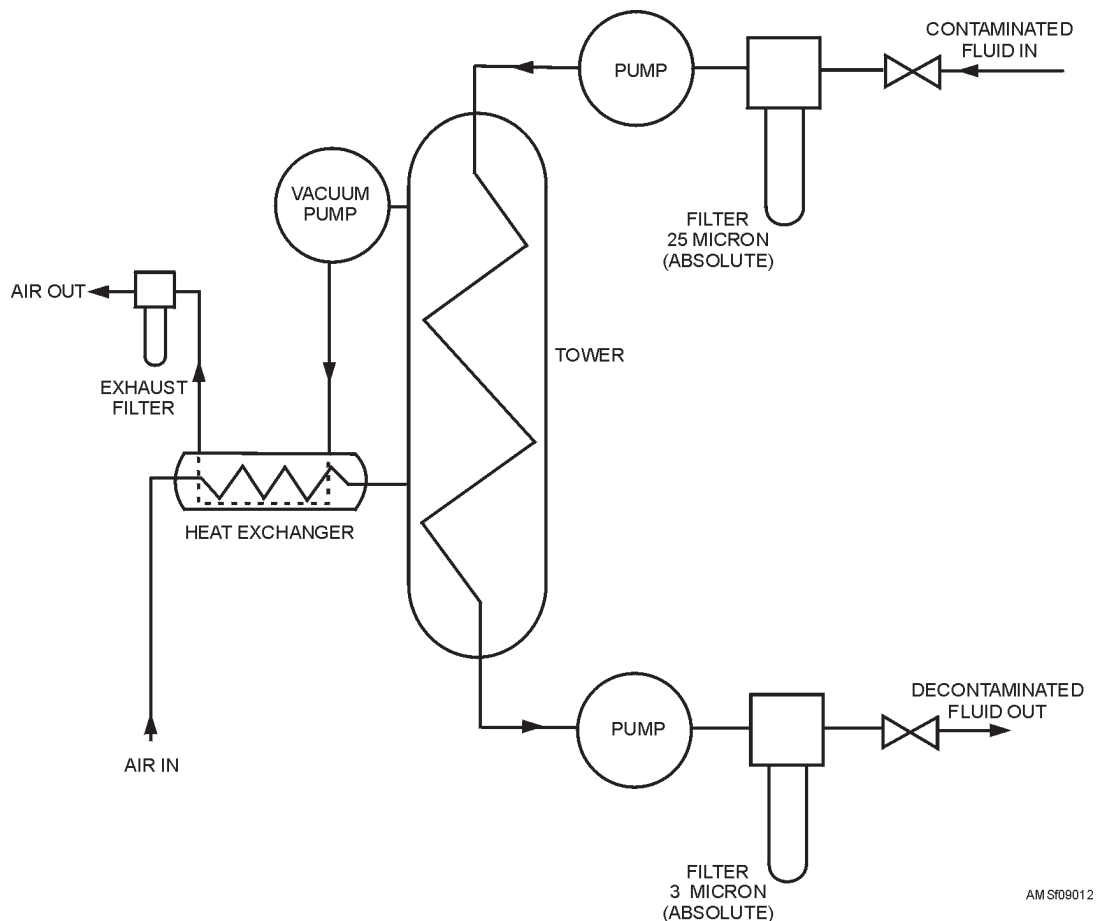 CONTAMINATED
FLUID IN
PUMP
FILTER
25 MICRON
(ABSOLUTE)
VACUUM
PUMP
AIR OUT
EXHAUST
FILTER
TOWER
HEAT EXCHANGER
AIR IN
PUMP
DECONTAMINATED
FLUID OUT
FILTER
3 MICRON
(ABSOLUTE)
AMSf09012